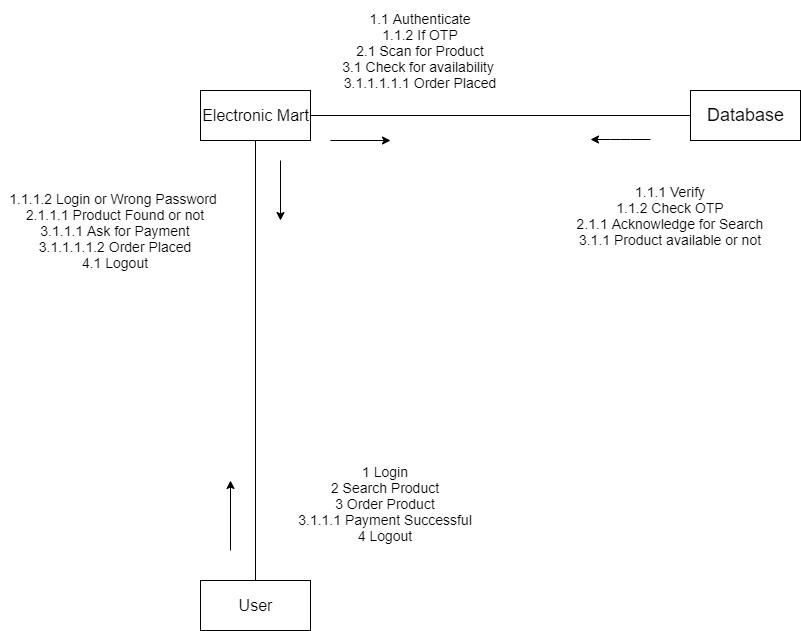 1.1 Authenticate
1.1.2 If OTP
2.1 Scan for Product
3.1 Check for availability
3.1.1.1.1.1 Order Placed
Electronic Mart
Database
1.1.1.2 Login or Wrong Password
2.1.1.1 Product Found or not
3.1.1.1 Ask for Payment
3.1.1.1.1.2 Order Placed
4.1 Logout
1.1.1 Verify
1.1.2 Check OTP
2.1.1 Acknowledge for Search
3.1.1 Product available or not
1 Login
2 Search Product
3 Order Product
3.1.1.1 Payment Successful
4 Logout
User